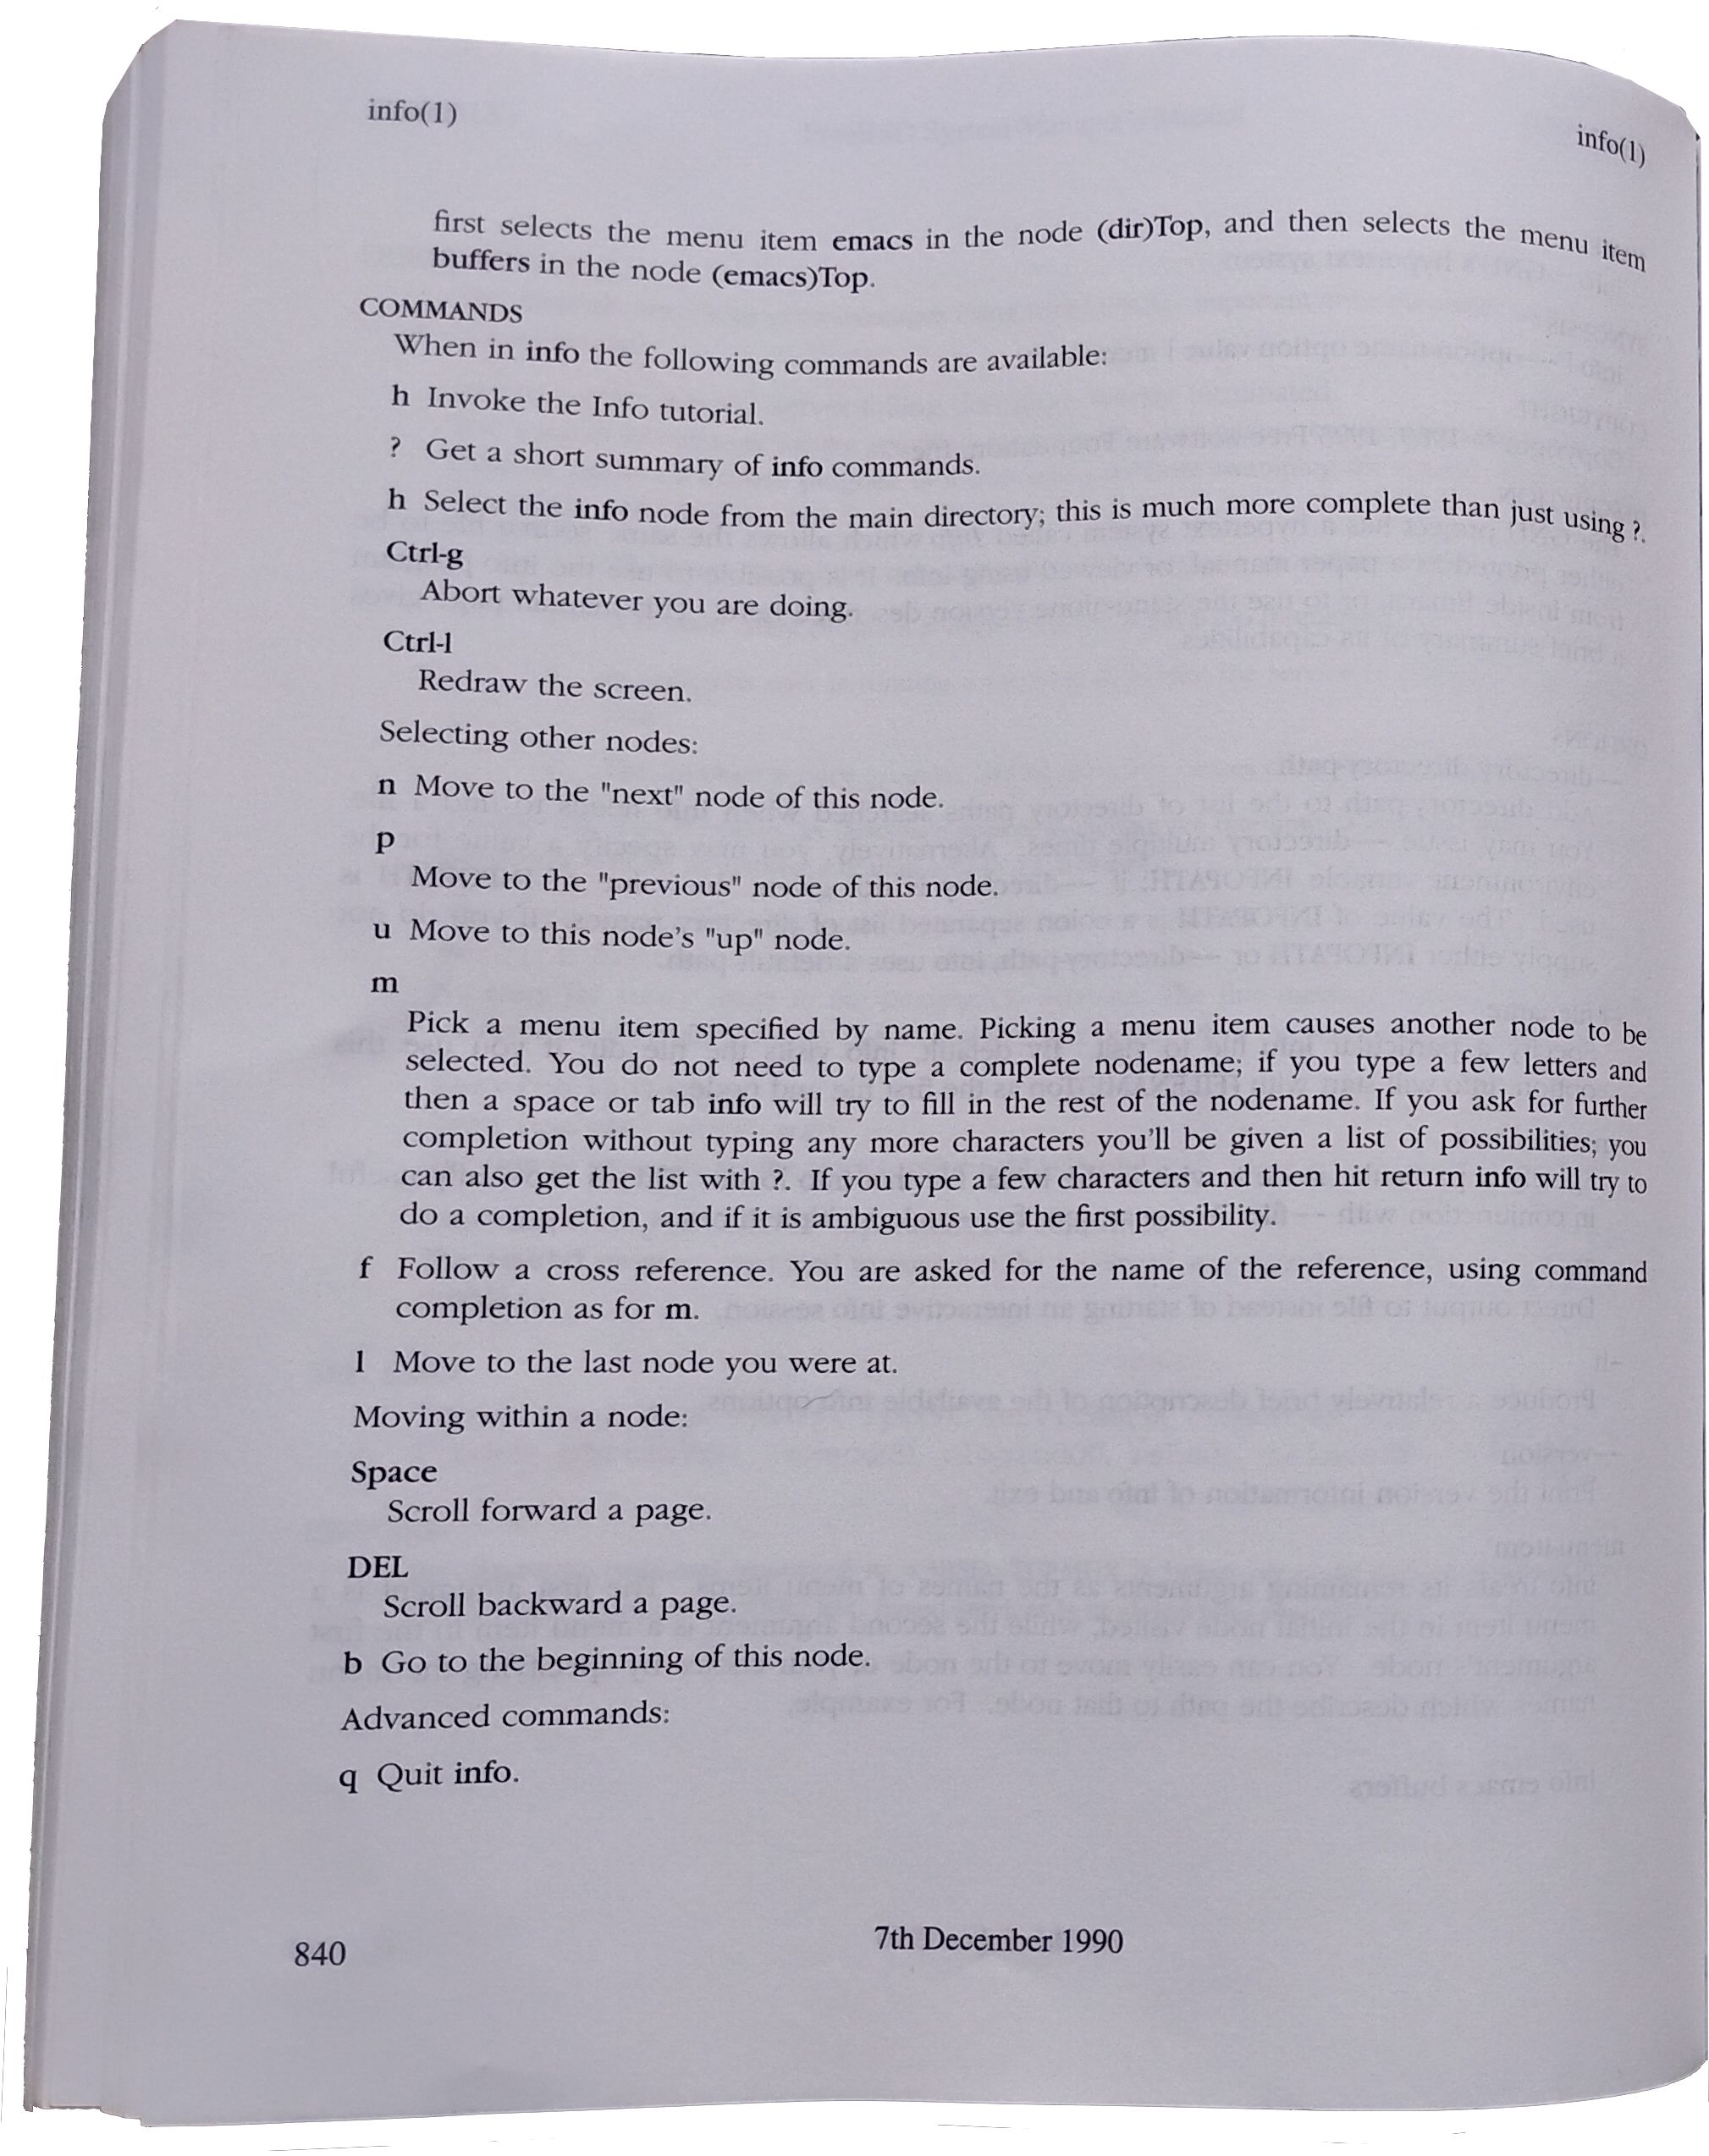 info(1)
info(1)
first selects the menu item emacs in the node (dir)Top, and then selects the menu item
buffers in the node (emacs)Top.
COMMANDS
When in info the following commands are available:
h Invoke the Info tutorial.
? Get a short summary of info commands.
h Select the info node from the main directory; this is much more complete than just using ?.
Ctrl-g
Abort whatever you are doing.
Ctrl-l
Redraw the screen.
Selecting other nodes:
n Move to the "next" node of this node.
p
Move to the "previous" node of this node.
u Move to this node's "up" node.
m
Pick a menu item specified by name. Picking a menu item causes another node to be
selected. You do not need to type a complete nodename; if you type a few letters and
then a space or tab info will try to fill in the rest of the nodename. If you ask for further
completion without typing any more characters you'll be given a list of possibilities; you
can also get the list with ?. If you type a few characters and then hit return info will try to
do a completion, and if it is ambiguous use the first possibility.
f Follow a cross reference. You are asked for the name of the reference, using command
completion as for m.
l Move to the last node you were at.
Moving within a node:
Space
Scroll forward a page.
DEL
Scroll backward a page.
b Go to the beginning of this node.
Advanced commands:
q Quit info.
840
7th December 1990